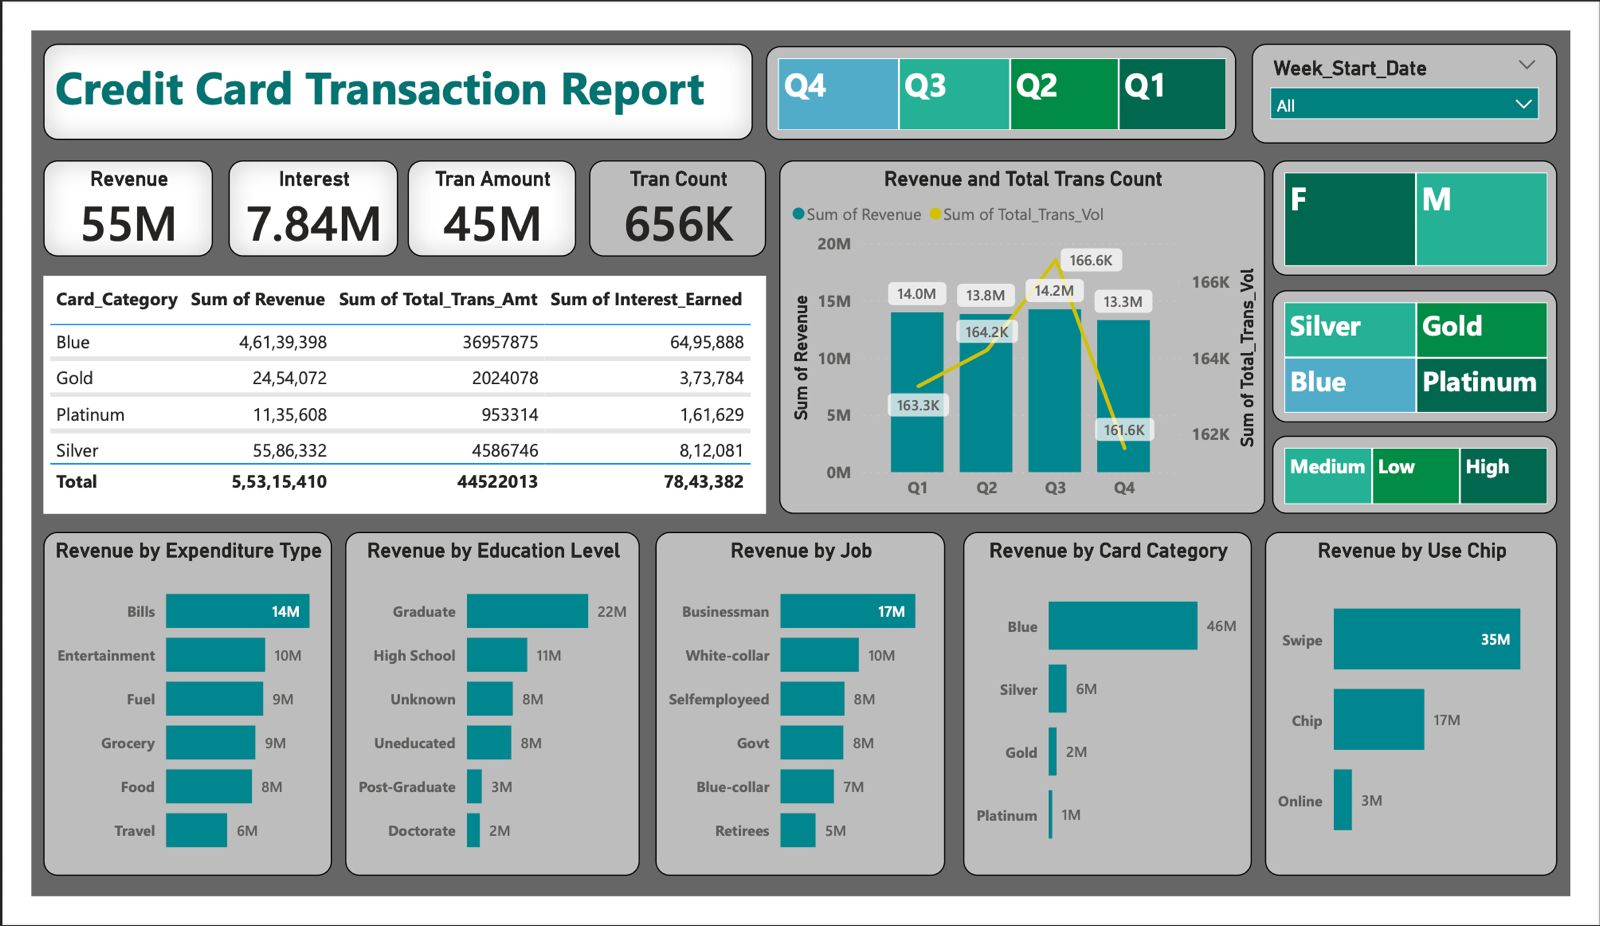 Credit Card Transaction Report
Q4 Q3 Q2 Q1
Week_Start_Date
All
Revenue
55M
Interest
7.84M
Tran Amount
45M
Tran Count
656K
Card_Category Sum of Revenue Sum of Total_Trans_Amt Sum of Interest_Earned
Blue 4,61,39,398 36957875 64,95,888
Gold 24,54,072 2024078 3,73,784
Platinum 11,35,608 953314 1,61,629
Silver 55,86,332 4586746 8,12,081
Total 5,53,15,410 44522013 78,43,382
Revenue and Total Trans Count
Sum of Revenue Sum of Total_Trans_Vol
Sum of Revenue
20M
15M
10M
5M
0M
14.0M 13.8M 14.2M 13.3M
163.3K 164.2K 166.6K 161.6K
Q1 Q2 Q3 Q4
166K
164K
162K
Sum of Total_Trans_Vol
F M
Silver Gold
Blue Platinum
Medium Low High
Revenue by Expenditure Type
Bills 14M
Entertainment 10M
Fuel 9M
Grocery 9M
Food 8M
Travel 6M
Revenue by Education Level
Graduate 22M
High School 11M
Unknown 8M
Uneducated 8M
Post-Graduate 3M
Doctorate 2M
Revenue by Job
Businessman 17M
White-collar 10M
Selfemployeed 8M
Govt 8M
Blue-collar 7M
Retirees 5M
Revenue by Card Category
Blue 46M
Silver 6M
Gold 2M
Platinum 1M
Revenue by Use Chip
Swipe 35M
Chip 17M
Online 3M